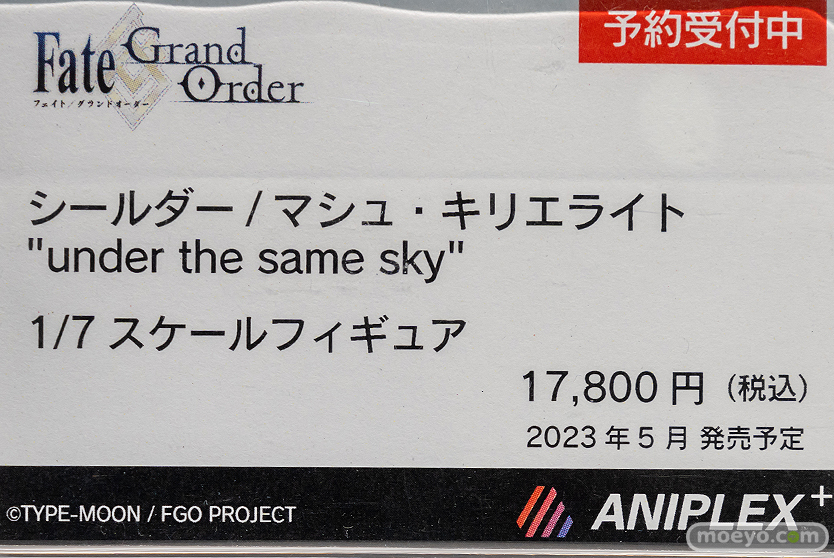 予約受付中
Fate Grand Order
フェイト/グランドオーダー
シールダー / マシュ・キリエライト
"under the same sky"
1/7 スケールフィギュア
17,800 円 (税込)
2023 年 5 月 発売予定
©TYPE-MOON / FGO PROJECT
ANIPLEX+
moeyo.com